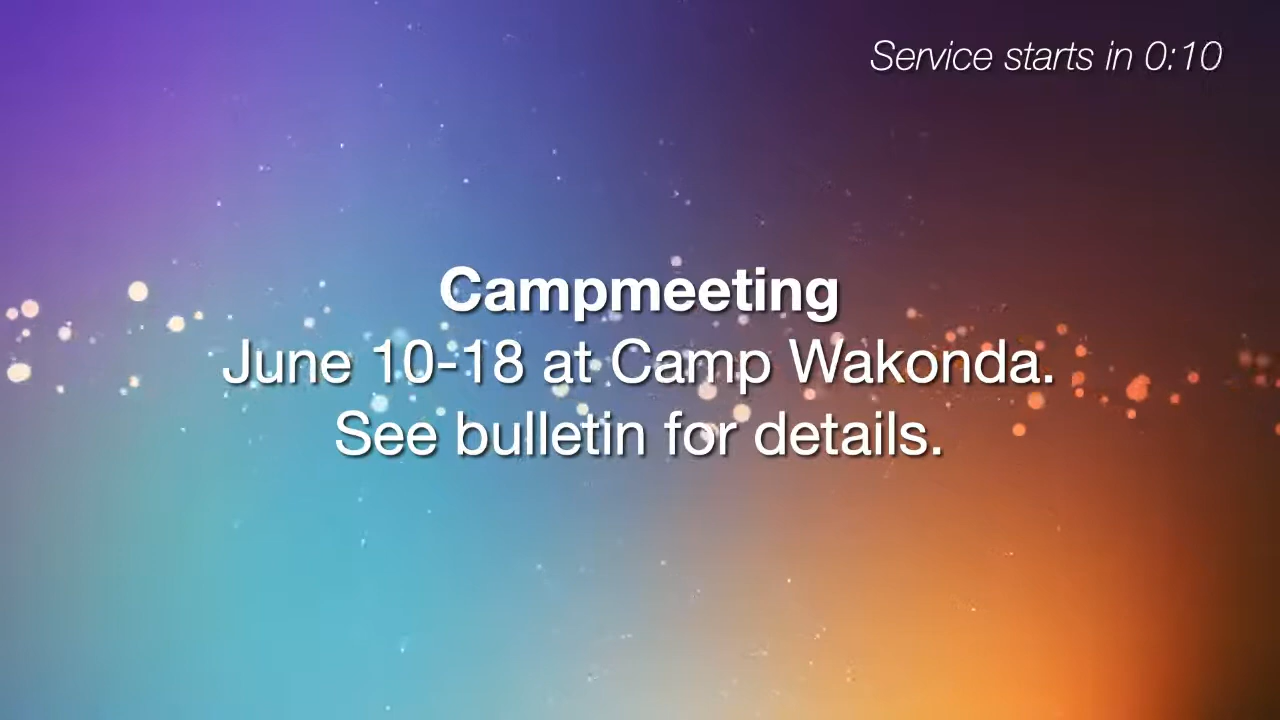 Service starts in 0:10
Campmeeting
June 10-18 at Camp Wakonda.
See bulletin for details.